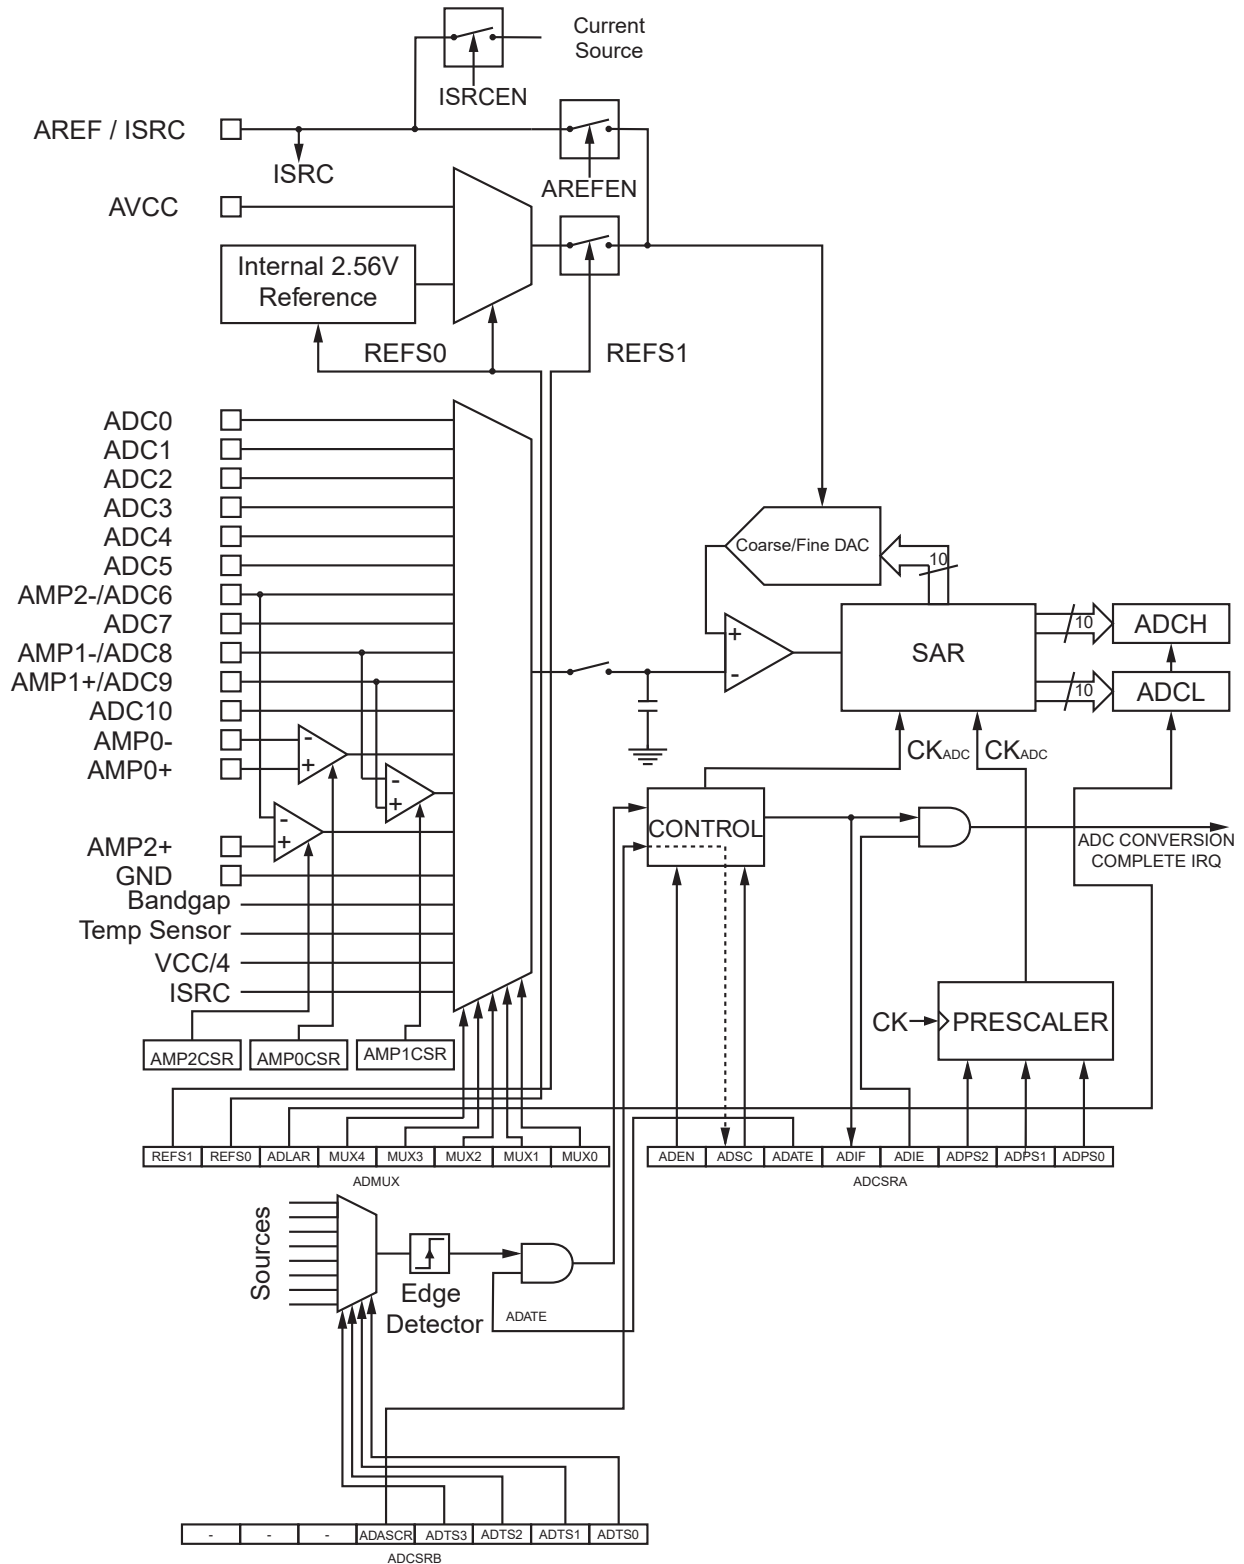 Current
Source
ISRCEN
AREF / ISRC
ISRC
AREFEN
AVCC
Internal 2.56V
Reference
REFS0
REFS1
ADC0
ADC1
ADC2
ADC3
ADC4
ADC5
AMP2-/ADC6
ADC7
AMP1-/ADC8
AMP1+/ADC9
ADC10
AMP0-
AMP0+
AMP2+
GND
Bandgap
Temp Sensor
VCC/4
ISRC
-
+
-
+
-
+
Coarse/Fine DAC
10
+
-
SAR
10
ADCH
10
ADCL
CKADC
CKADC
CONTROL
ADC CONVERSION
COMPLETE IRQ
CK
PRESCALER
AMP2CSR
AMP0CSR
AMP1CSR
REFS1 REFS0 ADLAR MUX4 MUX3 MUX2 MUX1 MUX0
ADMUX
ADEN ADSC ADATE ADIF ADIE ADPS2 ADPS1 ADPS0
ADCSRA
Sources
Edge
Detector
ADATE
- - - ADASCR ADTS3 ADTS2 ADTS1 ADTS0
ADCSRB